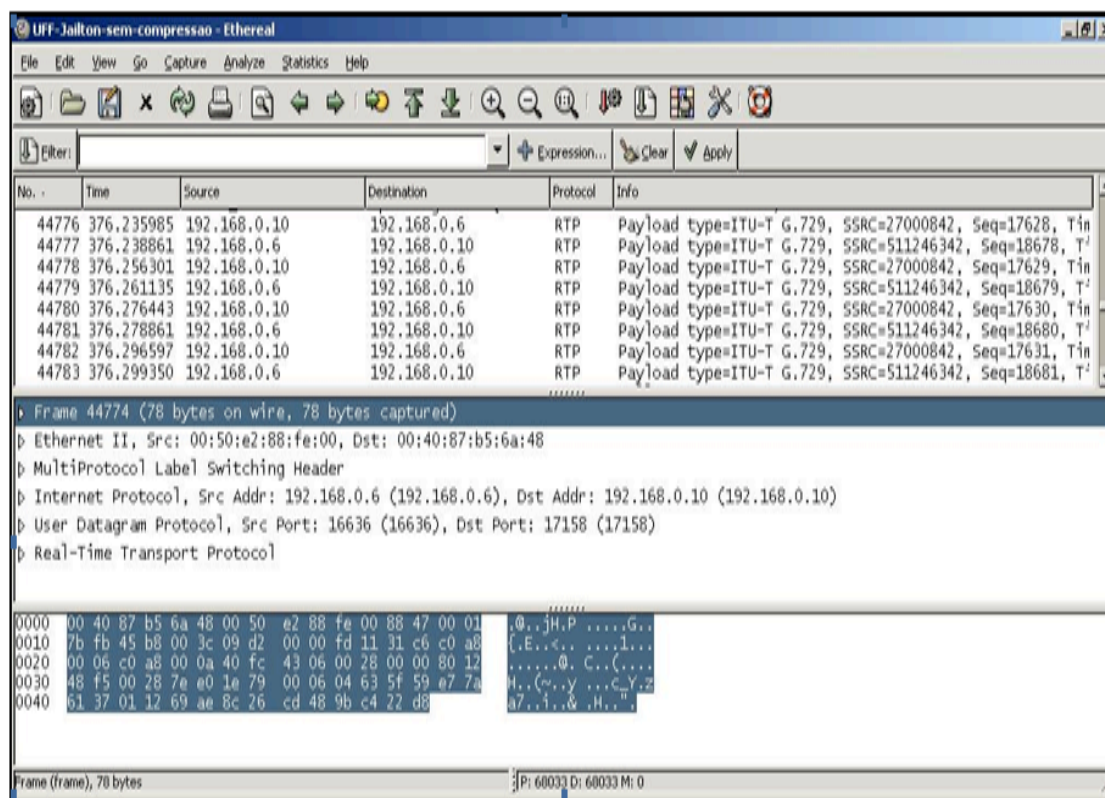 UFF-Jailton-sem-compressao - Ethereal
File Edit View Go Capture Analyze Statistics Help
Filter: Expression... Clear Apply
No. Time Source Destination Protocol Info
44776 376.235985 192.168.0.10 192.168.0.6 RTP Payload type=ITU-T G.729, SSRC=27000842, Seq=17628, Tim
44777 376.238861 192.168.0.6 192.168.0.10 RTP Payload type=ITU-T G.729, SSRC=511246342, Seq=18678, T
44778 376.256301 192.168.0.10 192.168.0.6 RTP Payload type=ITU-T G.729, SSRC=27000842, Seq=17629, Tim
44779 376.261135 192.168.0.6 192.168.0.10 RTP Payload type=ITU-T G.729, SSRC=511246342, Seq=18679, T
44780 376.276443 192.168.0.10 192.168.0.6 RTP Payload type=ITU-T G.729, SSRC=27000842, Seq=17630, Tim
44781 376.278861 192.168.0.6 192.168.0.10 RTP Payload type=ITU-T G.729, SSRC=511246342, Seq=18680, T
44782 376.296597 192.168.0.10 192.168.0.6 RTP Payload type=ITU-T G.729, SSRC=27000842, Seq=17631, Tim
44783 376.299350 192.168.0.6 192.168.0.10 RTP Payload type=ITU-T G.729, SSRC=511246342, Seq=18681, T
Frame 44774 (78 bytes on wire, 78 bytes captured)
Ethernet II, Src: 00:50:e2:88:fe:00, Dst: 00:40:87:b5:6a:48
MultiProtocol Label Switching Header
Internet Protocol, Src Addr: 192.168.0.6 (192.168.0.6), Dst Addr: 192.168.0.10 (192.168.0.10)
User Datagram Protocol, Src Port: 16636 (16636), Dst Port: 17158 (17158)
Real-Time Transport Protocol
0000 00 40 87 b5 6a 48 00 50 e2 88 fe 00 88 47 00 01 .@..jH.P .....G..
0010 7b fb 45 b8 00 3c 09 d2 00 00 fd 11 31 c6 c0 a8 {.E..<.. ....1...
0020 00 06 c0 a8 00 0a 40 fc 43 06 00 28 00 00 80 12 ......@. C..(....
0030 48 f5 00 28 7e e0 1e 79 00 06 04 63 5f 59 e7 7a H..(~..y ...c_Y.z
0040 61 37 01 12 69 ae 8c 26 cd 48 9b c4 22 d8 a7..i..& .H..".
Frame (frame), 78 bytes P: 68033 D: 68033 M: 0